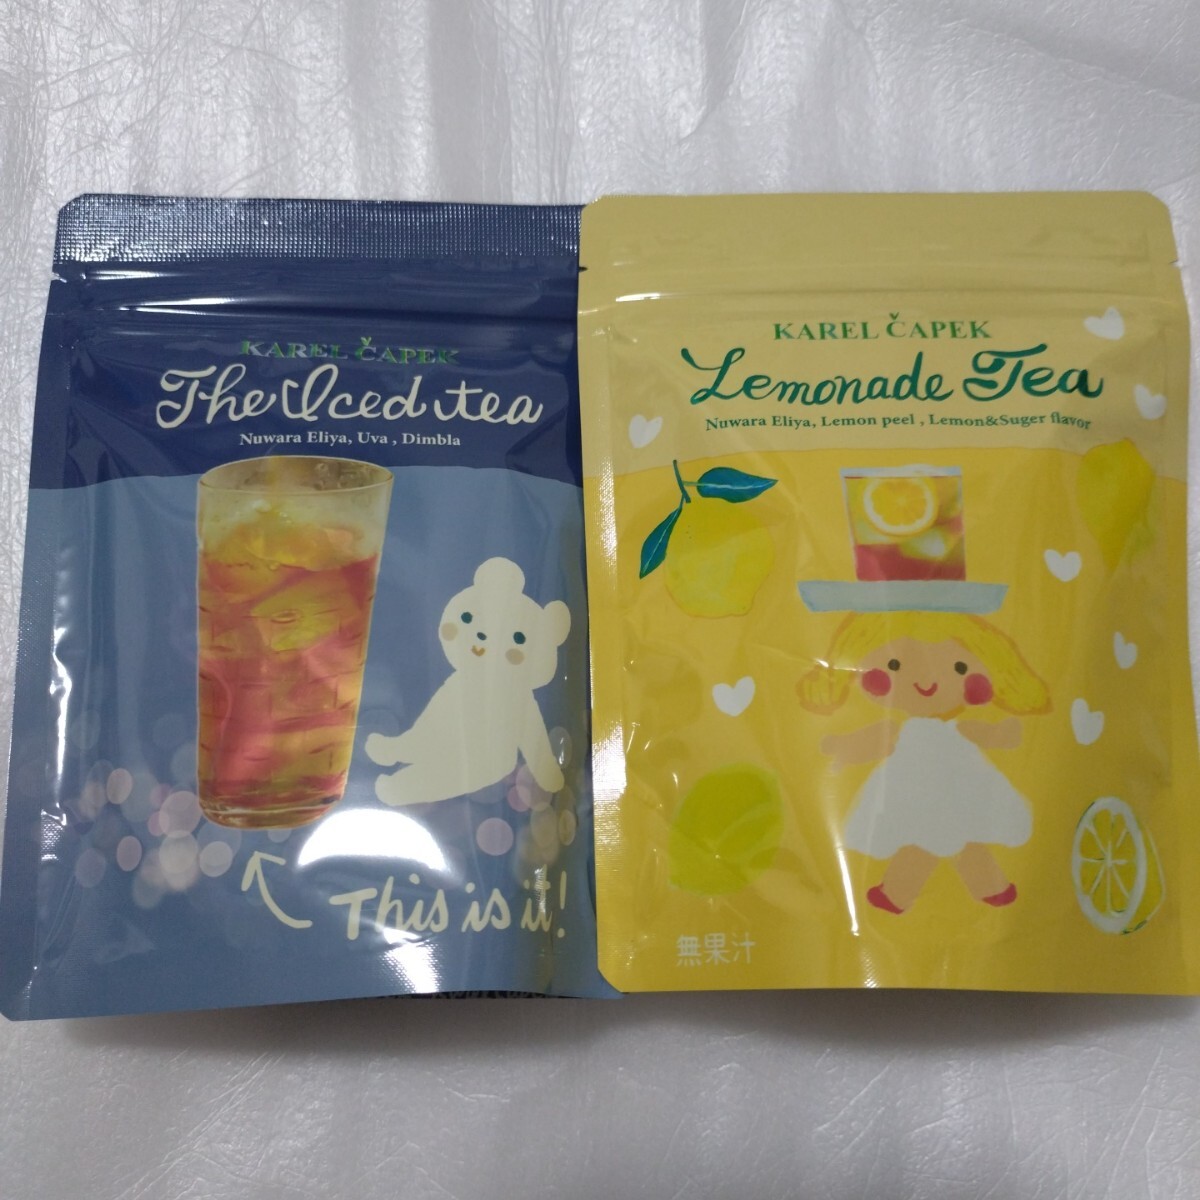 KAREL ČAPEK
The Iced tea
Nuwara Eliya, Uva , Dimbla
This is it!
KAREL ČAPEK
Lemonade Tea
Nuwara Eliya, Lemon peel , Lemon&Suger flavor
無果汁